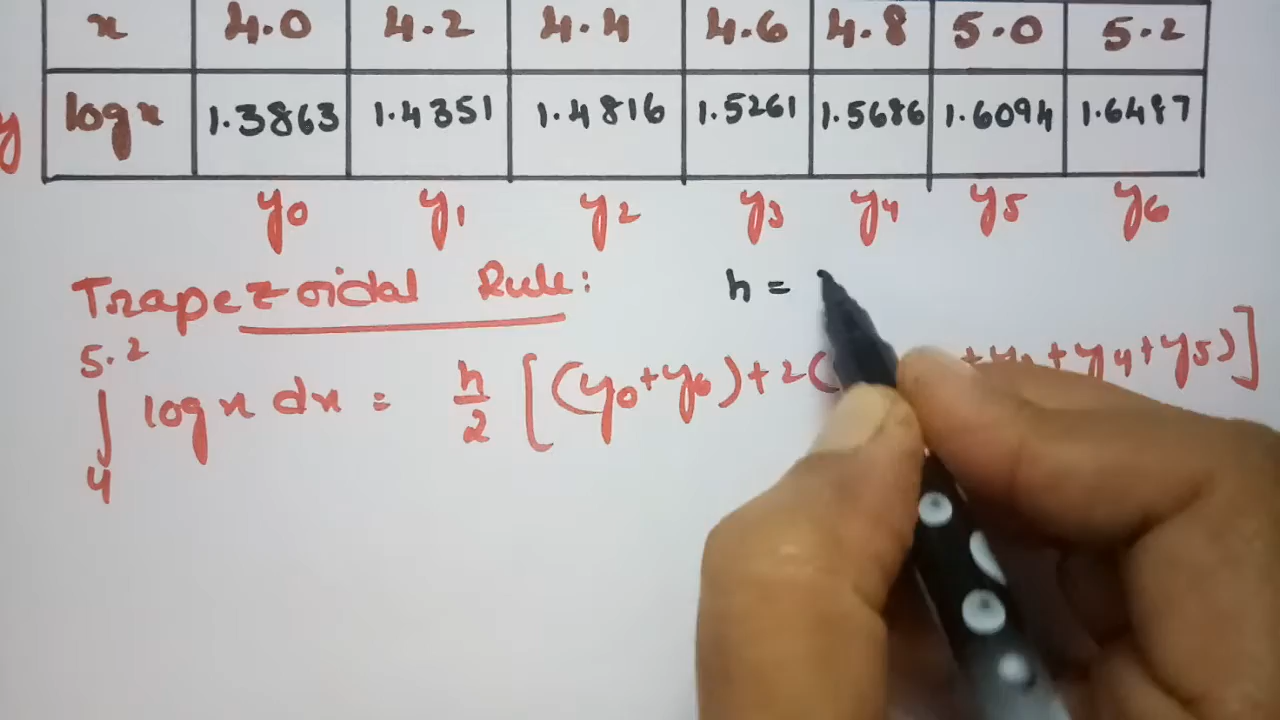 x 4.0 4.2 4.4 4.6 4.8 5.0 5.2
y log x 1.3863 1.4351 1.4816 1.5261 1.5686 1.6094 1.6487
y0 y1 y2 y3 y4 y5 y6
Trapezoidal Rule: h =
∫₄^5.2 log x dx = h/2 [(y0+y6)+2( + +y4+y5)]